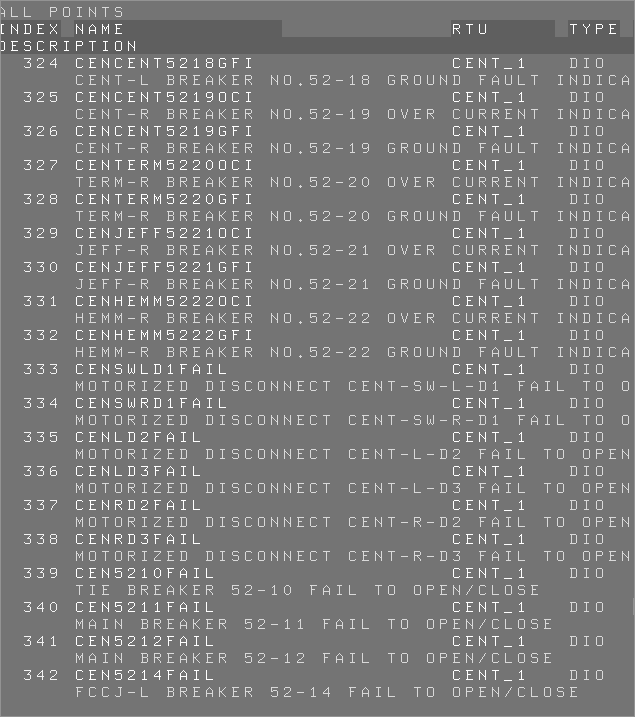 ALL POINTS
INDEX NAME RTU TYPE
DESCRIPTION
324 CENCENT5218GFI CENT_1 DIO
CENT-L BREAKER NO.52-18 GROUND FAULT INDICA
325 CENCENT5219OCI CENT_1 DIO
CENT-R BREAKER NO.52-19 OVER CURRENT INDICA
326 CENCENT5219GFI CENT_1 DIO
CENT-R BREAKER NO.52-19 GROUND FAULT INDICA
327 CENTERM5220OCI CENT_1 DIO
TERM-R BREAKER NO.52-20 OVER CURRENT INDICA
328 CENTERM5220GFI CENT_1 DIO
TERM-R BREAKER NO.52-20 GROUND FAULT INDICA
329 CENJEFF5221OCI CENT_1 DIO
JEFF-R BREAKER NO.52-21 OVER CURRENT INDICA
330 CENJEFF5221GFI CENT_1 DIO
JEFF-R BREAKER NO.52-21 GROUND FAULT INDICA
331 CENHEMM5222OCI CENT_1 DIO
HEMM-R BREAKER NO.52-22 OVER CURRENT INDICA
332 CENHEMM5222GFI CENT_1 DIO
HEMM-R BREAKER NO.52-22 GROUND FAULT INDICA
333 CENSWLD1FAIL CENT_1 DIO
MOTORIZED DISCONNECT CENT-SW-L-D1 FAIL TO O
334 CENSWRD1FAIL CENT_1 DIO
MOTORIZED DISCONNECT CENT-SW-R-D1 FAIL TO O
335 CENLD2FAIL CENT_1 DIO
MOTORIZED DISCONNECT CENT-L-D2 FAIL TO OPEN
336 CENLD3FAIL CENT_1 DIO
MOTORIZED DISCONNECT CENT-L-D3 FAIL TO OPEN
337 CENRD2FAIL CENT_1 DIO
MOTORIZED DISCONNECT CENT-R-D2 FAIL TO OPEN
338 CENRD3FAIL CENT_1 DIO
MOTORIZED DISCONNECT CENT-R-D3 FAIL TO OPEN
339 CEN5210FAIL CENT_1 DIO
TIE BREAKER 52-10 FAIL TO OPEN/CLOSE
340 CEN5211FAIL CENT_1 DIO
MAIN BREAKER 52-11 FAIL TO OPEN/CLOSE
341 CEN5212FAIL CENT_1 DIO
MAIN BREAKER 52-12 FAIL TO OPEN/CLOSE
342 CEN5214FAIL CENT_1 DIO
FCCJ-L BREAKER 52-14 FAIL TO OPEN/CLOSE